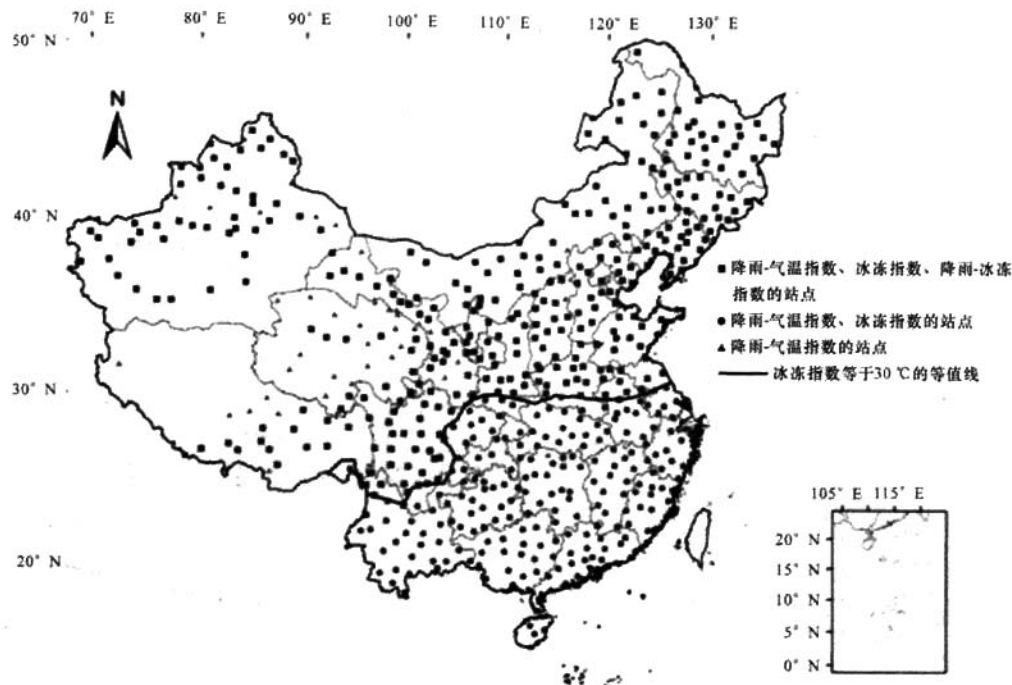 70° E 80° E 90° E 100° E 110° E 120° E 130° E
50° N
N
40° N
■降雨-气温指数、冰冻指数、降雨-冰冻
指数的站点
●降雨-气温指数、冰冻指数的站点
▲降雨-气温指数的站点
冰冻指数等于30 ℃的等值线
30° N
20° N
105° E 115° E
20° N
15° N
10° N
5° N
0° N